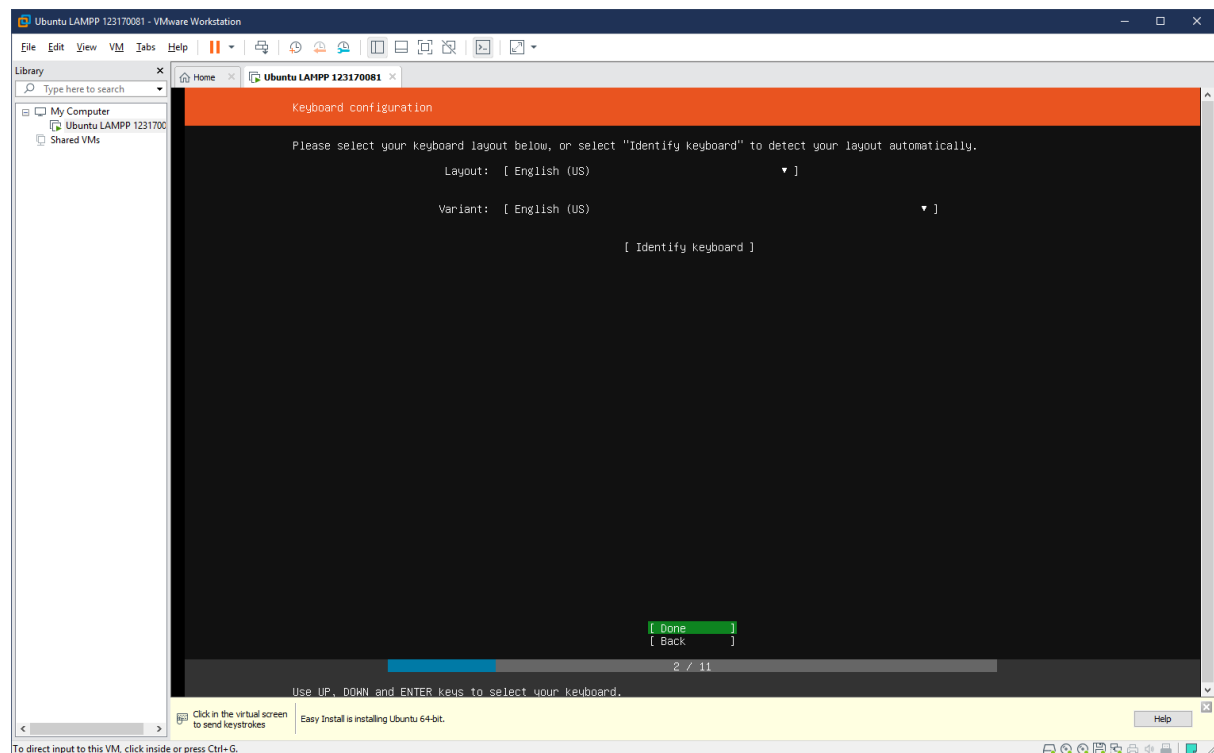 Ubuntu LAMPP 123170081 - VMware Workstation
File Edit View VM Tabs Help
Library
Type here to search
My Computer
Ubuntu LAMPP 1231700
Shared VMs
Home
Ubuntu LAMPP 123170081
Keyboard configuration
Please select your keyboard layout below, or select "Identify keyboard" to detect your layout automatically.
Layout: [ English (US) ▾ ]
Variant: [ English (US) ▾ ]
[ Identify keyboard ]
[ Done ]
[ Back ]
2 / 11
Use UP, DOWN and ENTER keys to select your keyboard.
Click in the virtual screen
to send keystrokes
Easy Install is installing Ubuntu 64-bit.
Help
To direct input to this VM, click inside or press Ctrl+G.